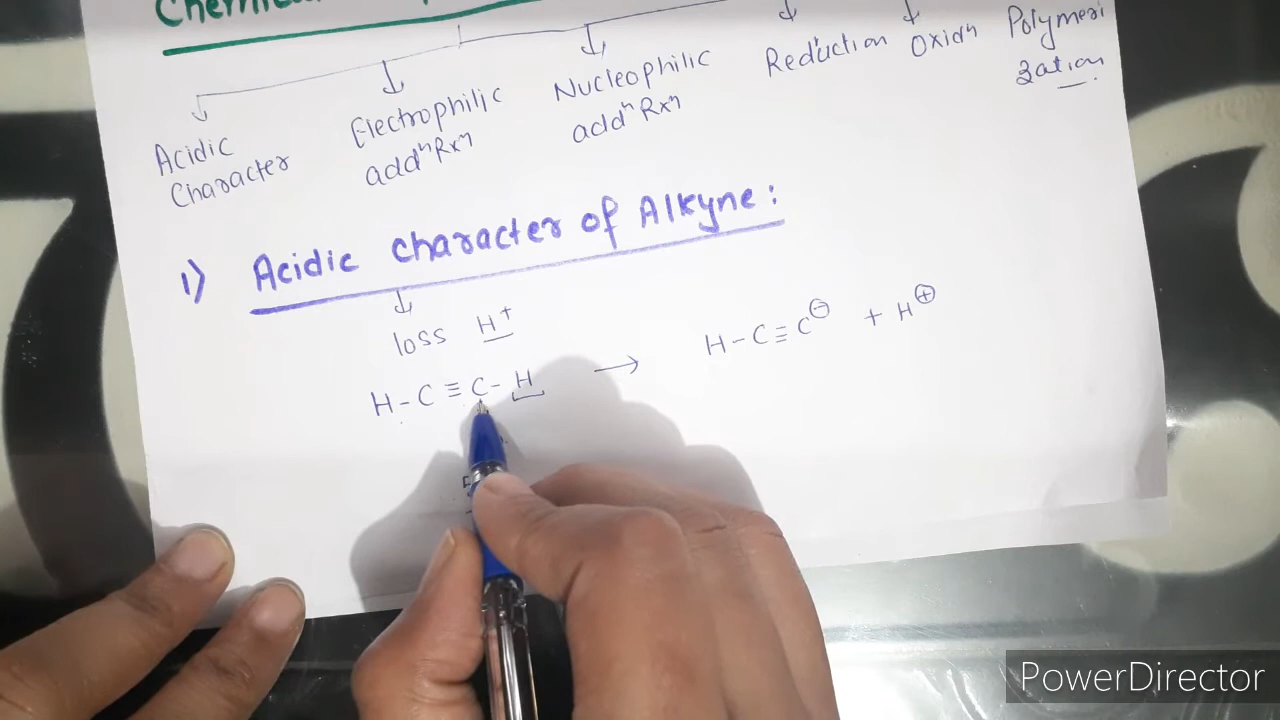 Chemical
Acidic
Character
Electrophilic
addⁿ Rxⁿ
Nucleophilic
addⁿ Rxⁿ
Reduction
Oxidⁿ
Polymeri
zation
1) Acidic character of Alkyne:
loss H⁺
H-C≡C-H → H-C≡C⊖ + H⊕
PowerDirector